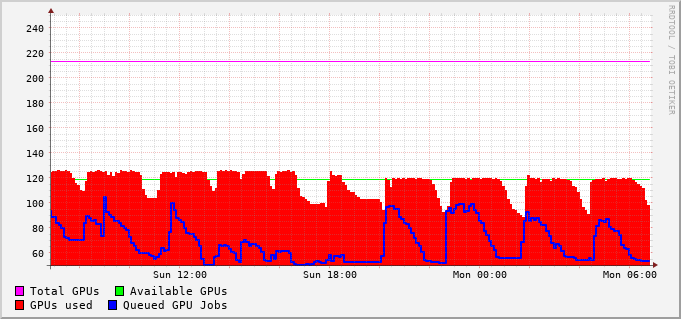 RRDTOOL / TOBI OETIKER
240
220
200
180
160
140
120
100
80
60
Sun 12:00 Sun 18:00 Mon 00:00 Mon 06:00
Total GPUs Available GPUs
GPUs used Queued GPU Jobs